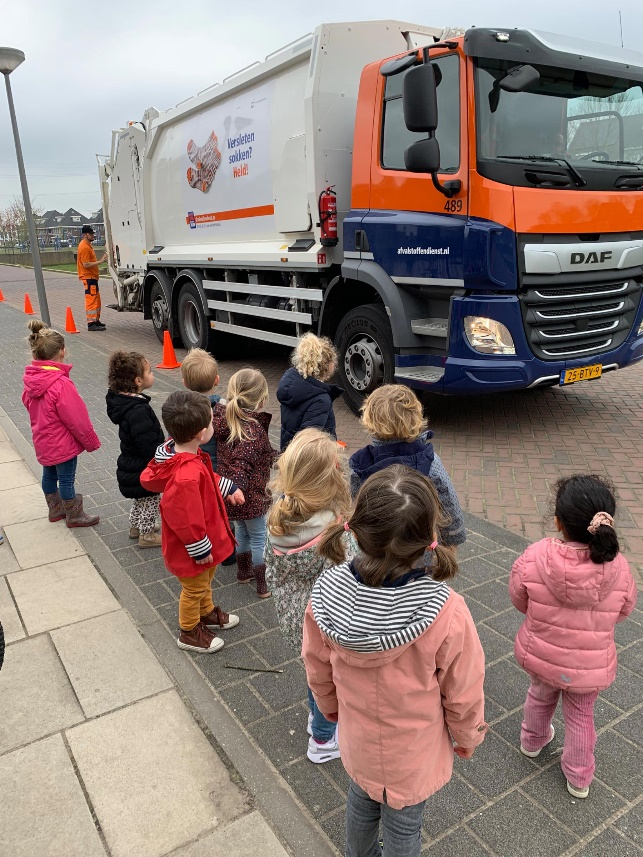 Versleten
sokken?
Held!
489
afvalstoffendienst.nl
DAF
25-BTV-9